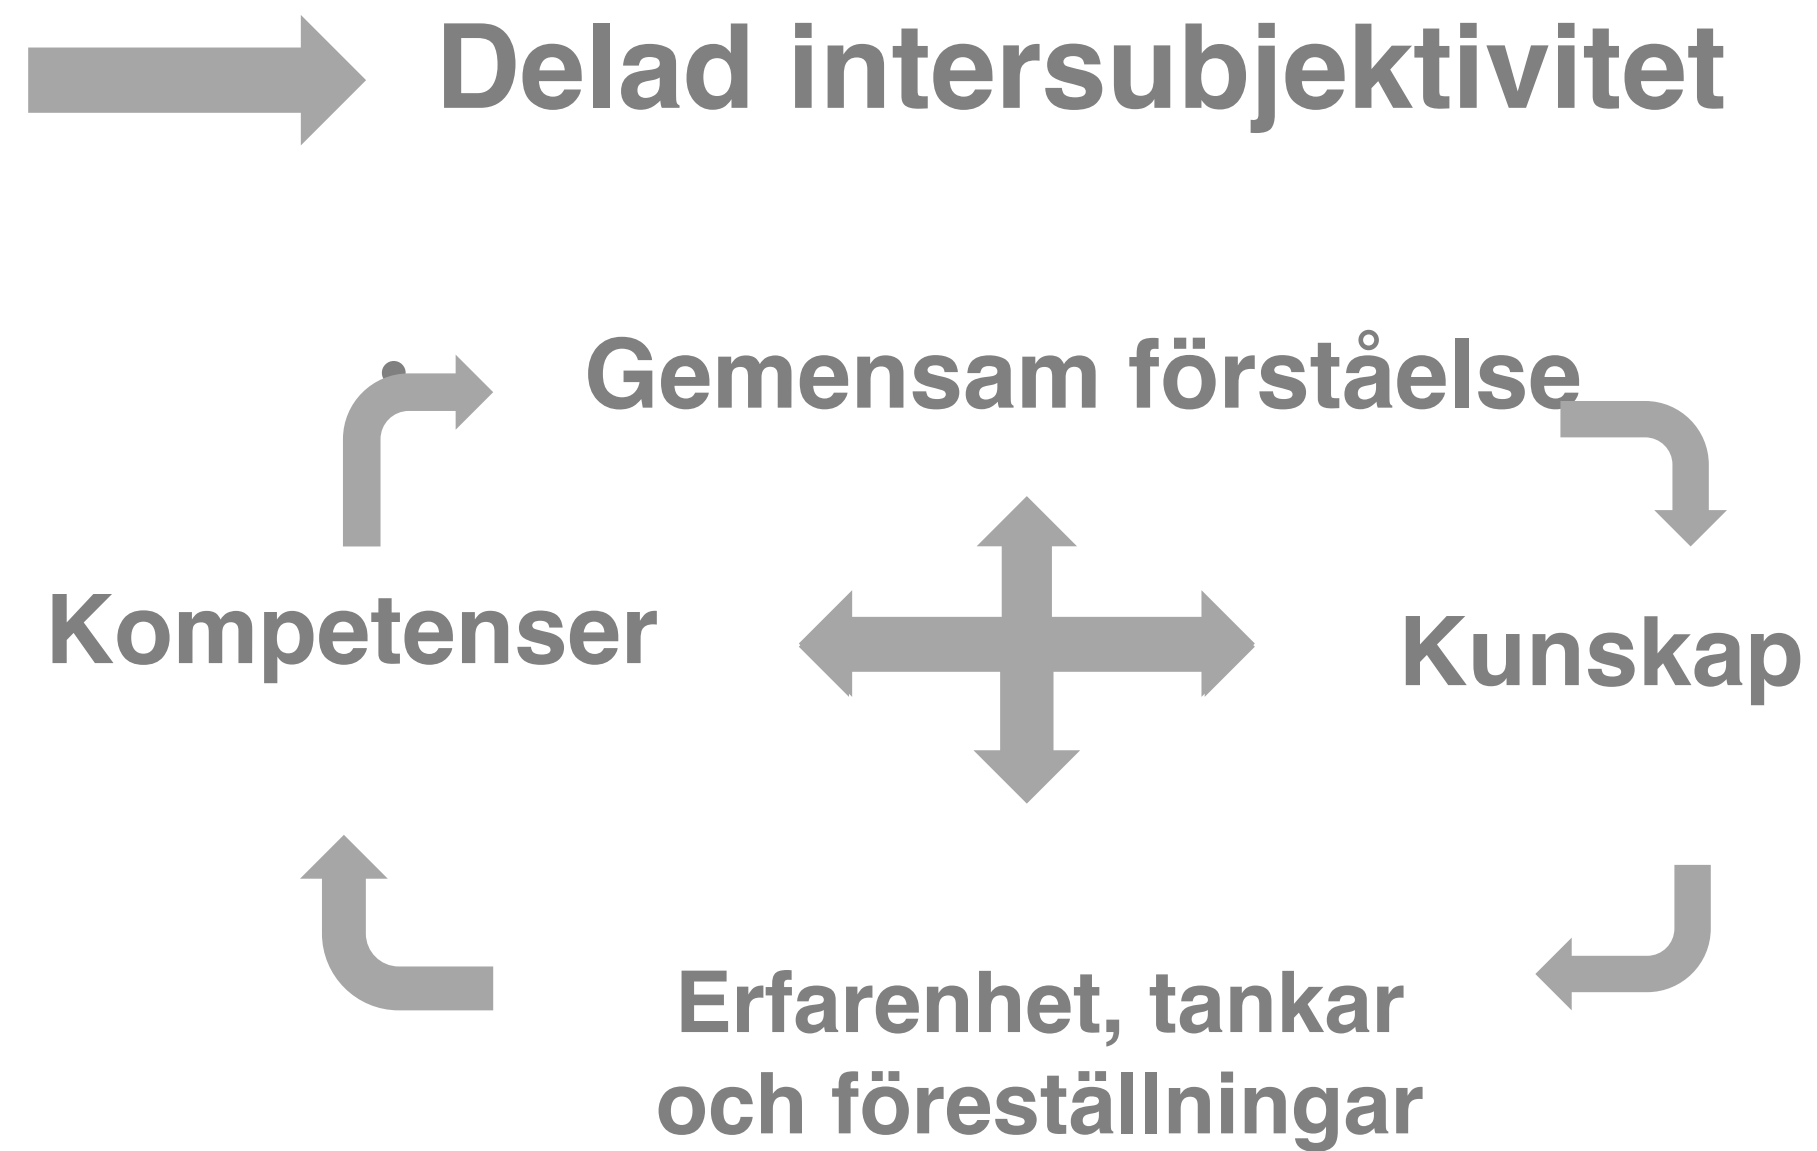 Delad intersubjektivitet
Gemensam förståelse
Kompetenser
Kunskap
Erfarenhet, tankar
och föreställningar